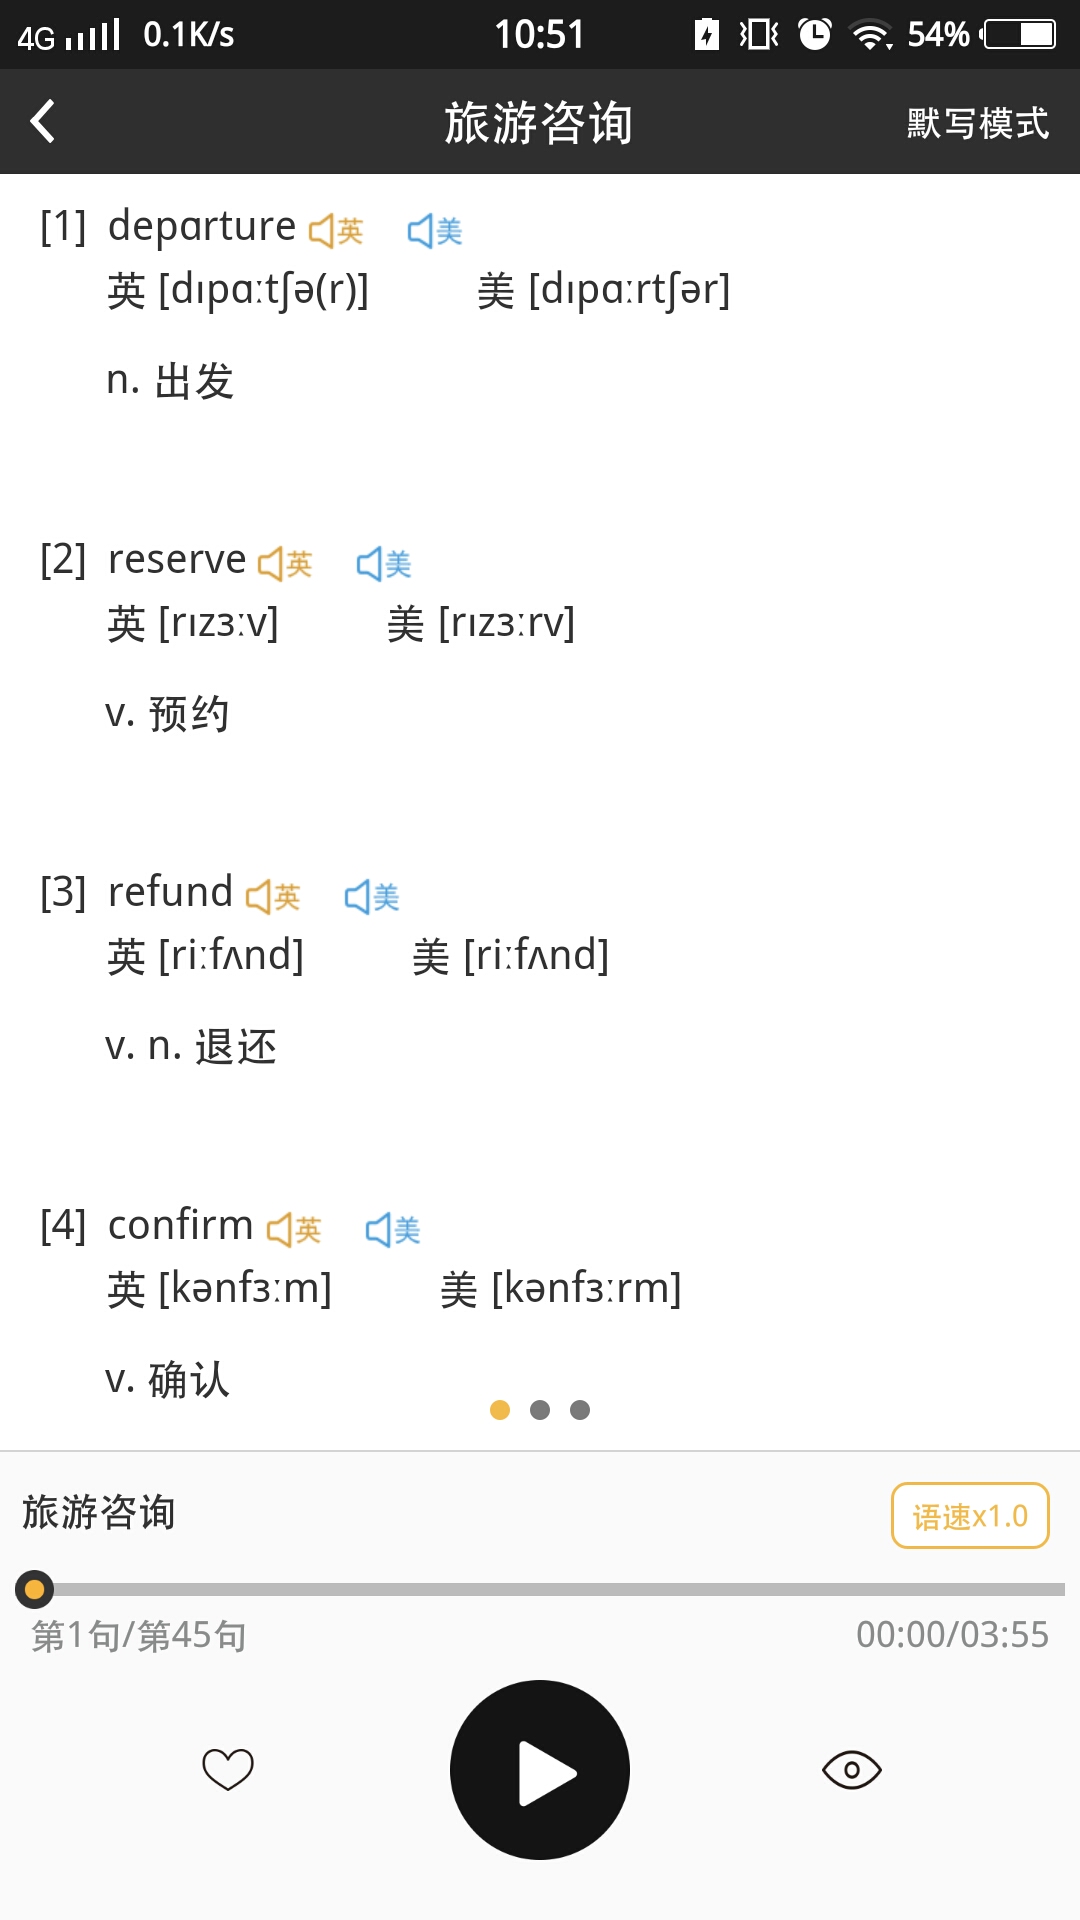 4G 0.1K/s 10:51 54%
旅游咨询 默写模式
[1] departure 英 美
英 [dɪpɑːtʃə(r)] 美 [dɪpɑːrtʃər]
n. 出发
[2] reserve 英 美
英 [rɪzɜːv] 美 [rɪzɜːrv]
v. 预约
[3] refund 英 美
英 [riːfʌnd] 美 [riːfʌnd]
v. n. 退还
[4] confirm 英 美
英 [kənfɜːm] 美 [kənfɜːrm]
v. 确认
旅游咨询 语速x1.0
第1句/第45句 00:00/03:55